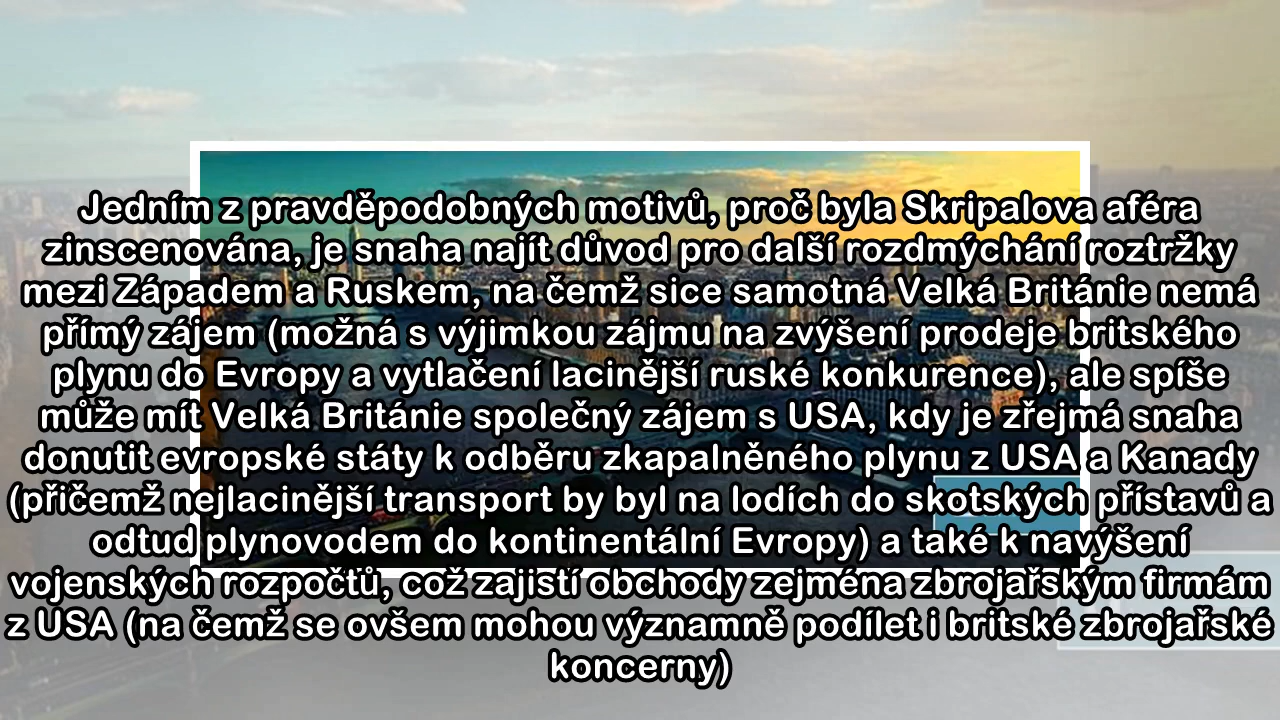 Jedním z pravděpodobných motivů, proč byla Skripalova aféra
zinscenována, je snaha najít důvod pro další rozdmýchání roztržky
mezi Západem a Ruskem, na čemž sice samotná Velká Británie nemá
přímý zájem (možná s výjimkou zájmu na zvýšení prodeje britského
plynu do Evropy a vytlačení lacinější ruské konkurence), ale spíše
může mít Velká Británie společný zájem s USA, kdy je zřejmá snaha
donutit evropské státy k odběru zkapalněného plynu z USA a Kanady
(přičemž nejlacinější transport by byl na lodích do skotských přístavů a
odtud plynovodem do kontinentální Evropy) a také k navýšení
vojenských rozpočtů, což zajistí obchody zejména zbrojařským firmám
z USA (na čemž se ovšem mohou významně podílet i britské zbrojařské
koncerny)